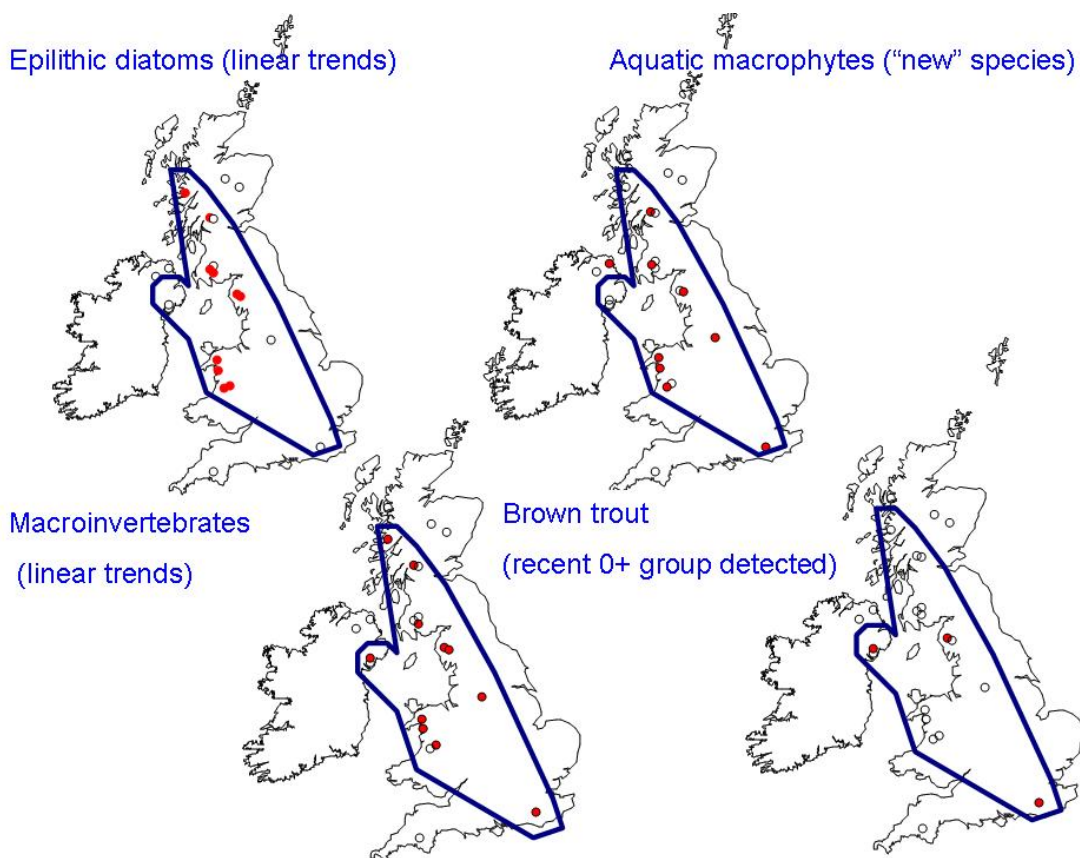 Epilithic diatoms (linear trends)
Aquatic macrophytes (“new” species)
Macroinvertebrates
(linear trends)
Brown trout
(recent 0+ group detected)